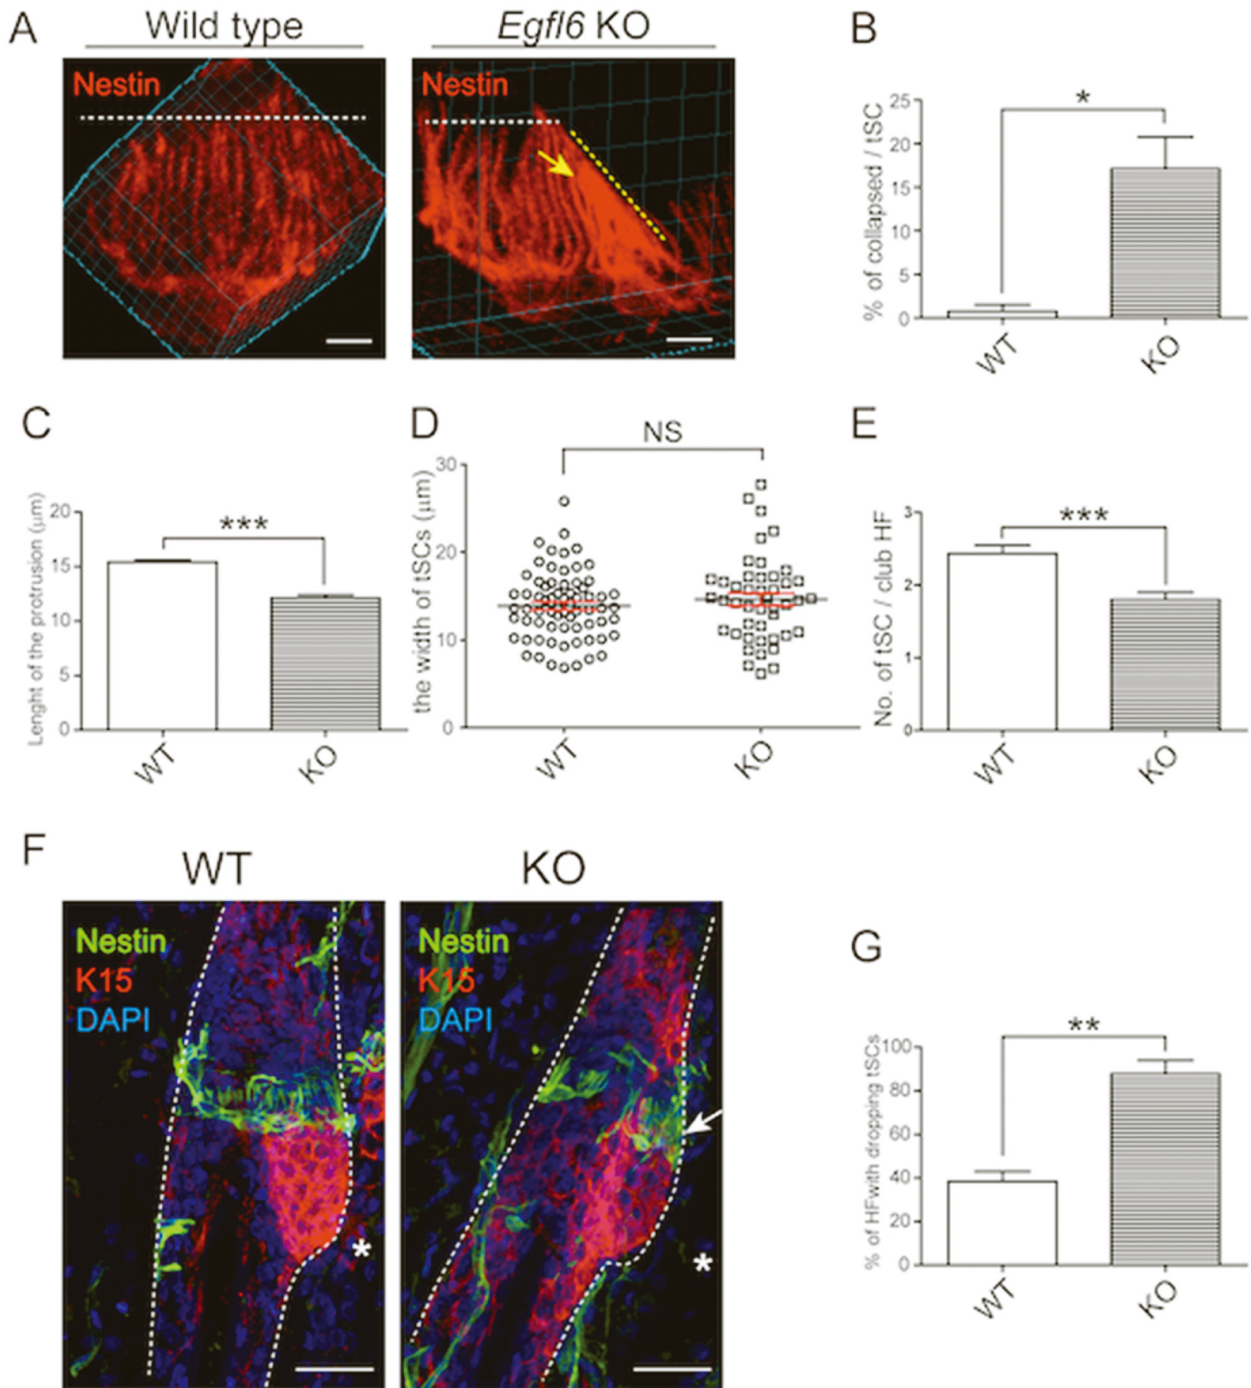 A
Wild type
Egfl6 KO
Nestin
Nestin
B
% of collapsed / tSC
25
20
15
10
5
0
*
WT
KO
C
Lenght of the protrusion (μm)
20
15
10
5
0
***
WT
KO
D
the width of tSCs (μm)
30
20
10
0
NS
WT
KO
E
No. of tSC / club HF
3
2
1
0
***
WT
KO
F
WT
KO
Nestin
K15
DAPI
*
Nestin
K15
DAPI
*
G
% of HFwith dropping tSCs
100
80
60
40
20
0
**
WT
KO